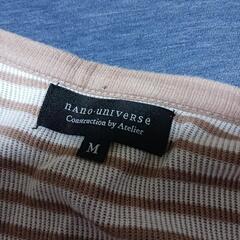 nano·universe
Construction by Atelier
M